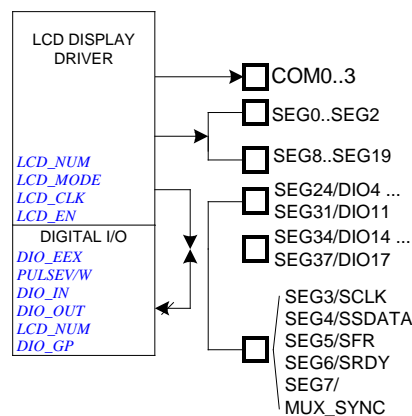 LCD DISPLAY
DRIVER
LCD_NUM
LCD_MODE
LCD_CLK
LCD_EN
DIGITAL I/O
DIO_EEX
PULSEV/W
DIO_IN
DIO_OUT
LCD_NUM
DIO_GP
COM0..3
SEG0..SEG2
SEG8..SEG19
SEG24/DIO4 ...
SEG31/DIO11
SEG34/DIO14 ...
SEG37/DIO17
SEG3/SCLK
SEG4/SSDATA
SEG5/SFR
SEG6/SRDY
SEG7/
MUX_SYNC